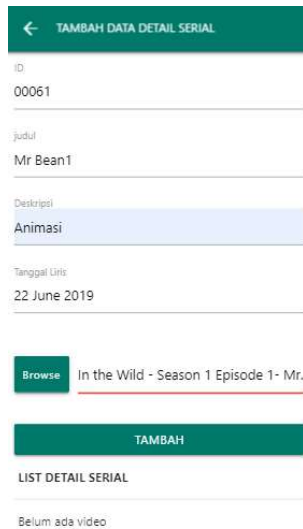 ← TAMBAH DATA DETAIL SERIAL
ID
00061
judul
Mr Bean1
Deskripsi
Animasi
Tanggal Liris
22 June 2019
Browse In the Wild - Season 1 Episode 1- Mr.
TAMBAH
LIST DETAIL SERIAL
Belum ada video